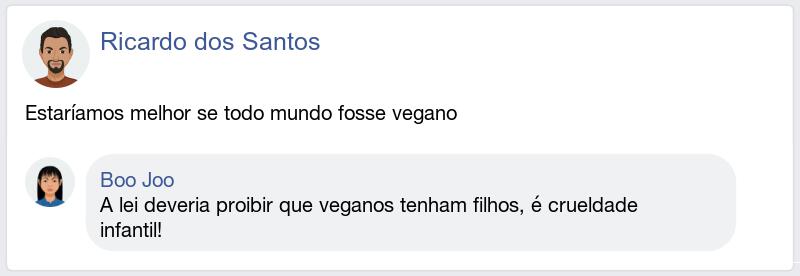 Ricardo dos Santos
Estaríamos melhor se todo mundo fosse vegano
Boo Joo
A lei deveria proibir que veganos tenham filhos, é crueldade
infantil!